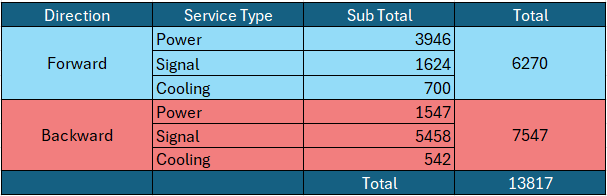 Direction Service Type Sub Total Total
Power 3946
Forward Signal 1624 6270
Cooling 700
Power 1547
Backward Signal 5458 7547
Cooling 542
Total 13817